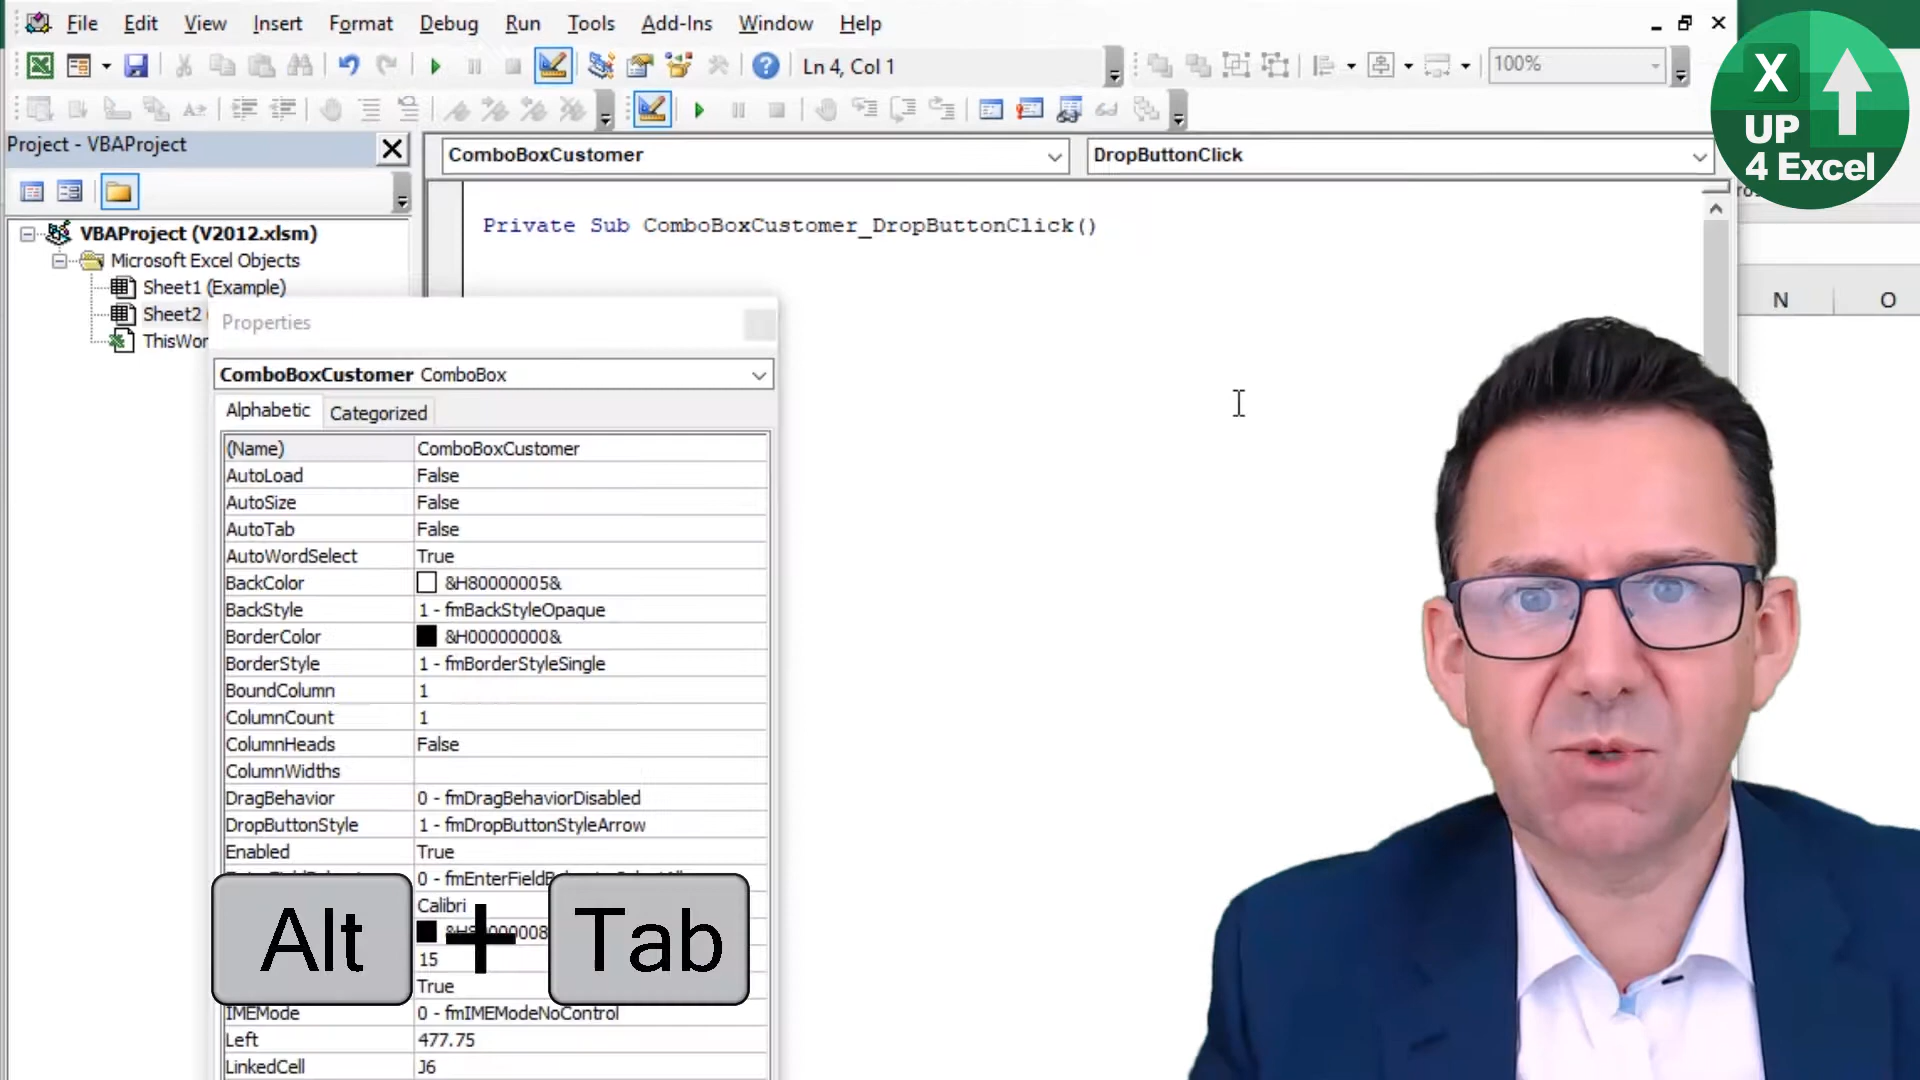 File Edit View Insert Format Debug Run Tools Add-Ins Window Help
Ln 4, Col 1
100%
X
UP
4 Excel
Project - VBAProject
ComboBoxCustomer
DropButtonClick
VBAProject (V2012.xlsm)
Microsoft Excel Objects
Sheet1 (Example)
Sheet2
ThisWor
Private Sub ComboBoxCustomer_DropButtonClick()
N O
Properties
ComboBoxCustomer ComboBox
Alphabetic Categorized
(Name) ComboBoxCustomer
AutoLoad False
AutoSize False
AutoTab False
AutoWordSelect True
BackColor &H80000005&
BackStyle 1 - fmBackStyleOpaque
BorderColor &H00000000&
BorderStyle 1 - fmBorderStyleSingle
BoundColumn 1
ColumnCount 1
ColumnHeads False
ColumnWidths
DragBehavior 0 - fmDragBehaviorDisabled
DropButtonStyle 1 - fmDropButtonStyleArrow
Enabled True
Calibri
Alt + Tab
15
True
IMEMode 0 - fmIMEModeNoControl
Left 477.75
LinkedCell J6